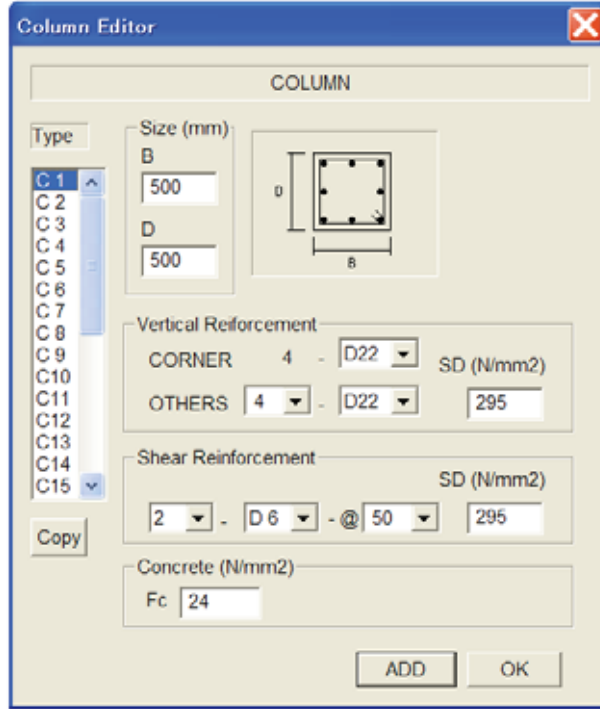 Column Editor
COLUMN
Type
Size (mm)
B
500
D
500
D
B
C 1
C 2
C 3
C 4
C 5
C 6
C 7
C 8
C 9
C10
C11
C12
C13
C14
C15
Copy
Vertical Reiforcement
CORNER 4 - D22
SD (N/mm2)
OTHERS 4 - D22 295
Shear Reinforcement
SD (N/mm2)
2 - D 6 - @ 50 295
Concrete (N/mm2)
Fc 24
ADD OK